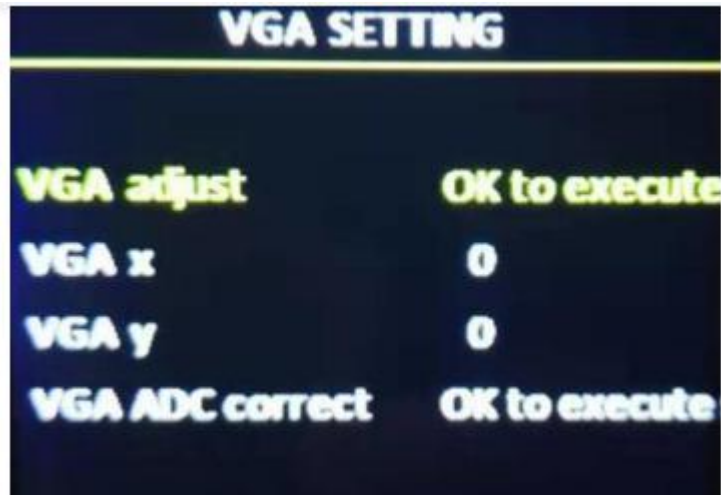 VGA SETTING
VGA adjust OK to execute
VGA x 0
VGA y 0
VGA ADC correct OK to execute